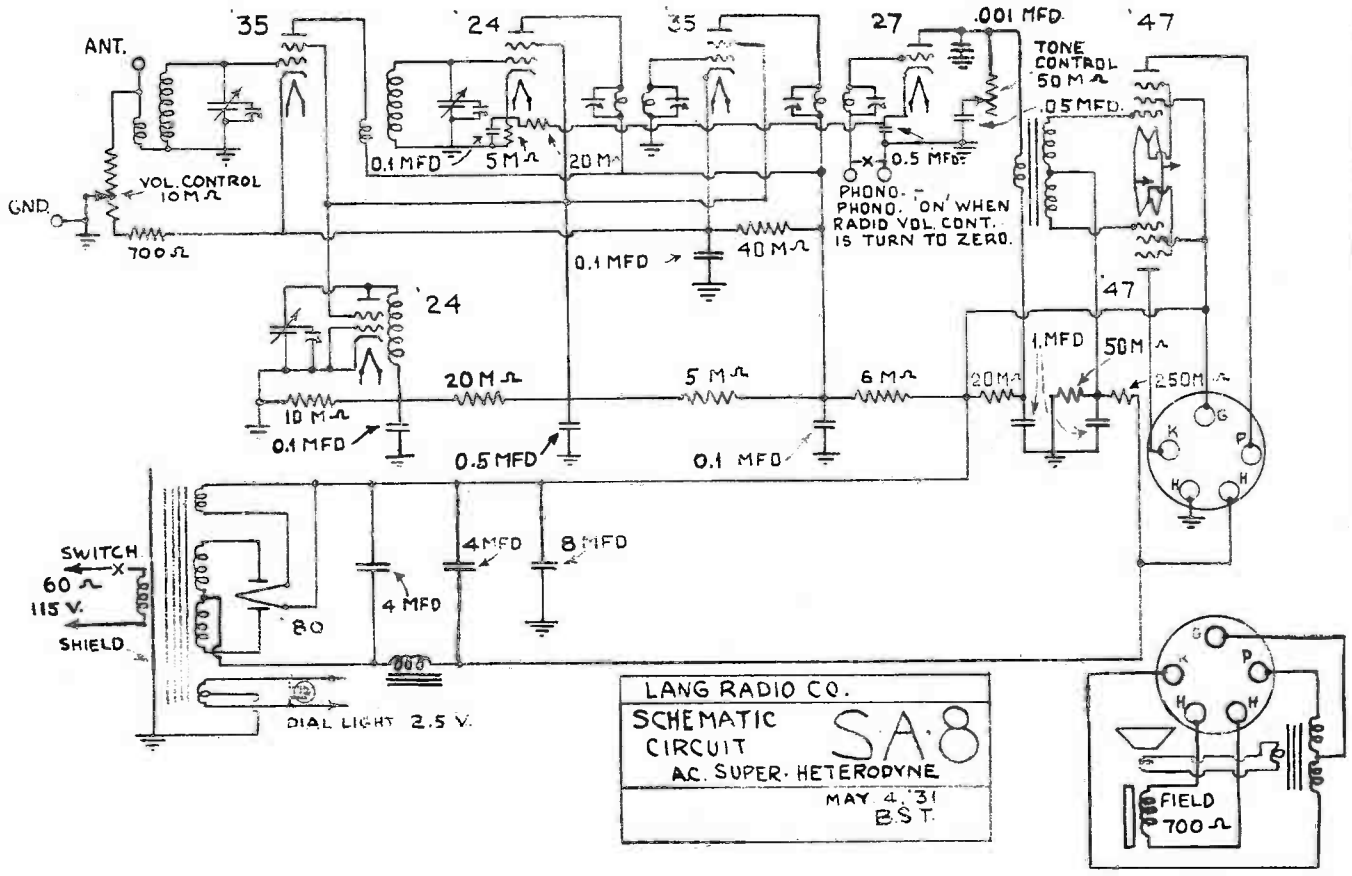 35
24
35
27
.001 MFD.
'47
ANT.
TONE
CONTROL
50 M Ω
.05 MFD.
0.1 MFD
5 M Ω
20 M Ω
0.5 MFD.
X
VOL. CONTROL
10 M Ω
GND.
700 Ω
PHONO. -
PHONO. 'ON' WHEN
RADIO VOL. CONT.
IS TURN TO ZERO.
0.1 MFD
40 M Ω
'24
'47
1. MFD
50 M Ω
20 M Ω
5 M Ω
6 M Ω
20 M Ω
250 M Ω
10 M Ω
0.1 MFD
0.5 MFD
0.1 MFD
G
K
P
H
H
SWITCH
X
60 Ω
115 V.
SHIELD
'80
4 MFD
4 MFD
8 MFD
DIAL LIGHT 2.5 V.
LANG RADIO CO.
SCHEMATIC
CIRCUIT
S·A·8
A.C. SUPER-HETERODYNE
MAY 4, '31
B.S.T.
G
K
P
H
H
FIELD
700 Ω